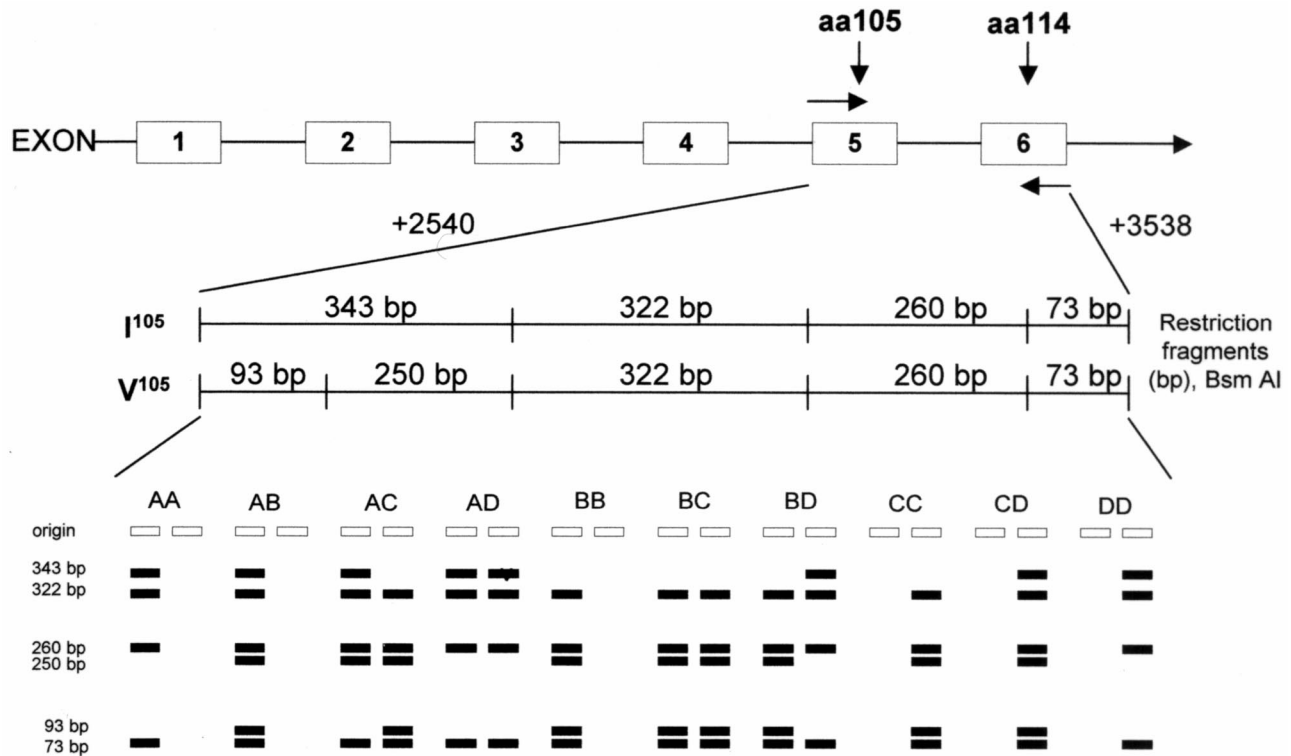 aa105 aa114
EXON 1 2 3 4 5 6
+2540 +3538
I105 343 bp 322 bp 260 bp 73 bp
V105 93 bp 250 bp 322 bp 260 bp 73 bp
Restriction
fragments
(bp), Bsm AI
AA AB AC AD BB BC BD CC CD DD
origin
343 bp
322 bp
260 bp
250 bp
93 bp
73 bp